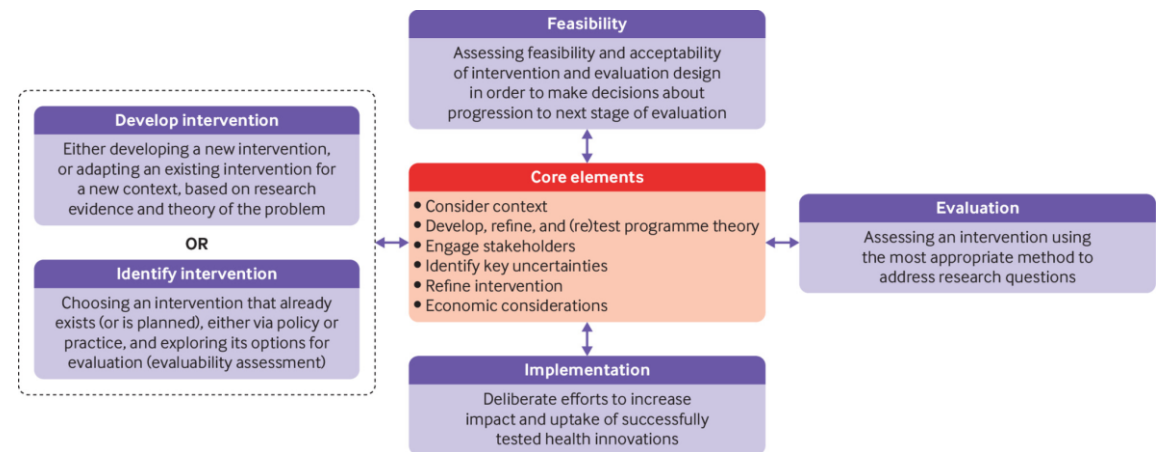 Feasibility
Assessing feasibility and acceptability
of intervention and evaluation design
in order to make decisions about
progression to next stage of evaluation
Develop intervention
Either developing a new intervention,
or adapting an existing intervention for
a new context, based on research
evidence and theory of the problem
OR
Identify intervention
Choosing an intervention that already
exists (or is planned), either via policy or
practice, and exploring its options for
evaluation (evaluability assessment)
Core elements
• Consider context
• Develop, refine, and (re)test programme theory
• Engage stakeholders
• Identify key uncertainties
• Refine intervention
• Economic considerations
Evaluation
Assessing an intervention using
the most appropriate method to
address research questions
Implementation
Deliberate efforts to increase
impact and uptake of successfully
tested health innovations